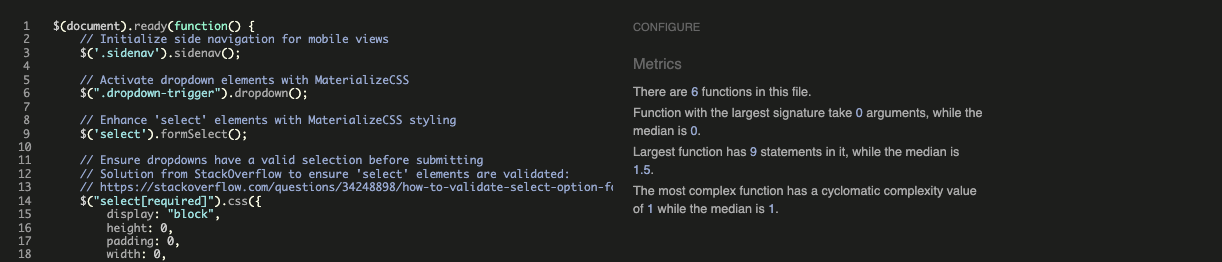 1 $(document).ready(function() {
2 // Initialize side navigation for mobile views
3 $('.sidenav').sidenav();
4
5 // Activate dropdown elements with MaterializeCSS
6 $(".dropdown-trigger").dropdown();
7
8 // Enhance 'select' elements with MaterializeCSS styling
9 $('select').formSelect();
10
11 // Ensure dropdowns have a valid selection before submitting
12 // Solution from StackOverflow to ensure 'select' elements are validated:
13 // https://stackoverflow.com/questions/34248898/how-to-validate-select-option-fo
14 $("select[required]").css({
15 display: "block",
16 height: 0,
17 padding: 0,
18 width: 0,
CONFIGURE
Metrics
There are 6 functions in this file.
Function with the largest signature take 0 arguments, while the
median is 0.
Largest function has 9 statements in it, while the median is
1.5.
The most complex function has a cyclomatic complexity value
of 1 while the median is 1.